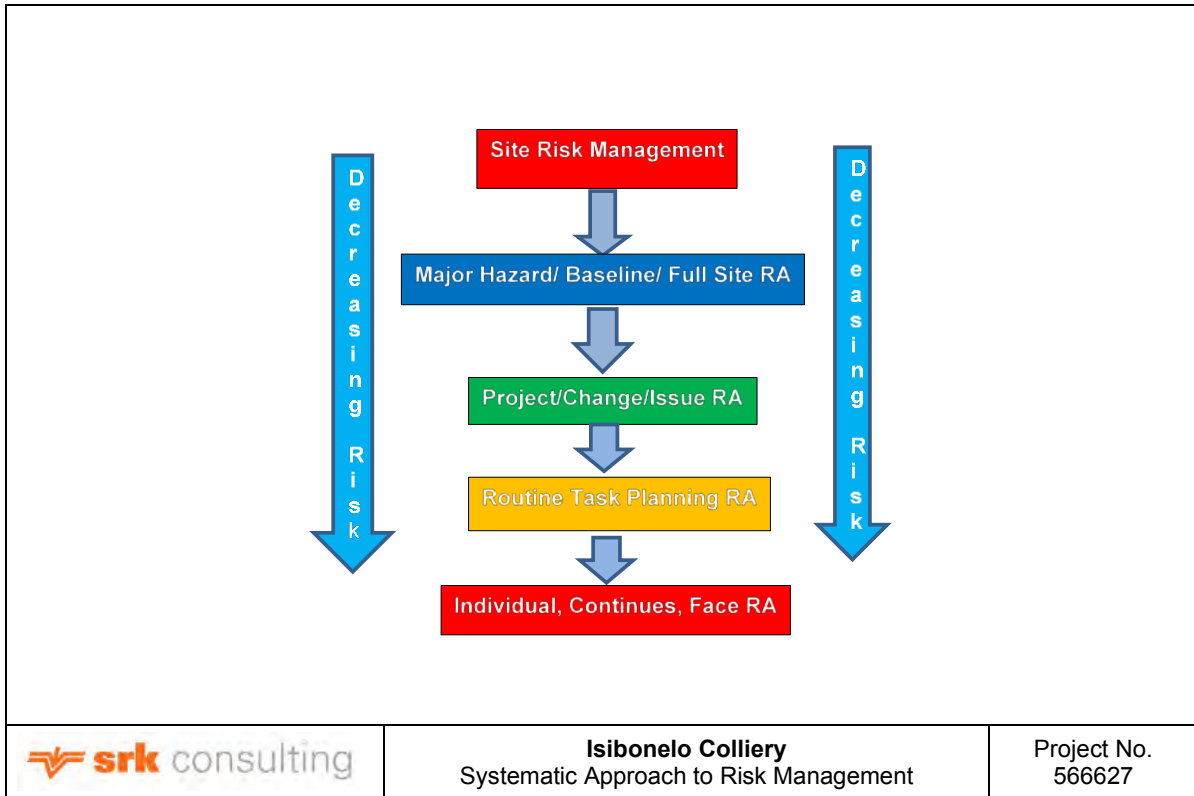 Site Risk Management
Decreasing Risk
Decreasing Risk
Major Hazard/ Baseline/ Full Site RA
Project/Change/Issue RA
Routine Task Planning RA
Individual, Continues, Face RA
srk consulting
Isibonelo Colliery
Systematic Approach to Risk Management
Project No.
566627